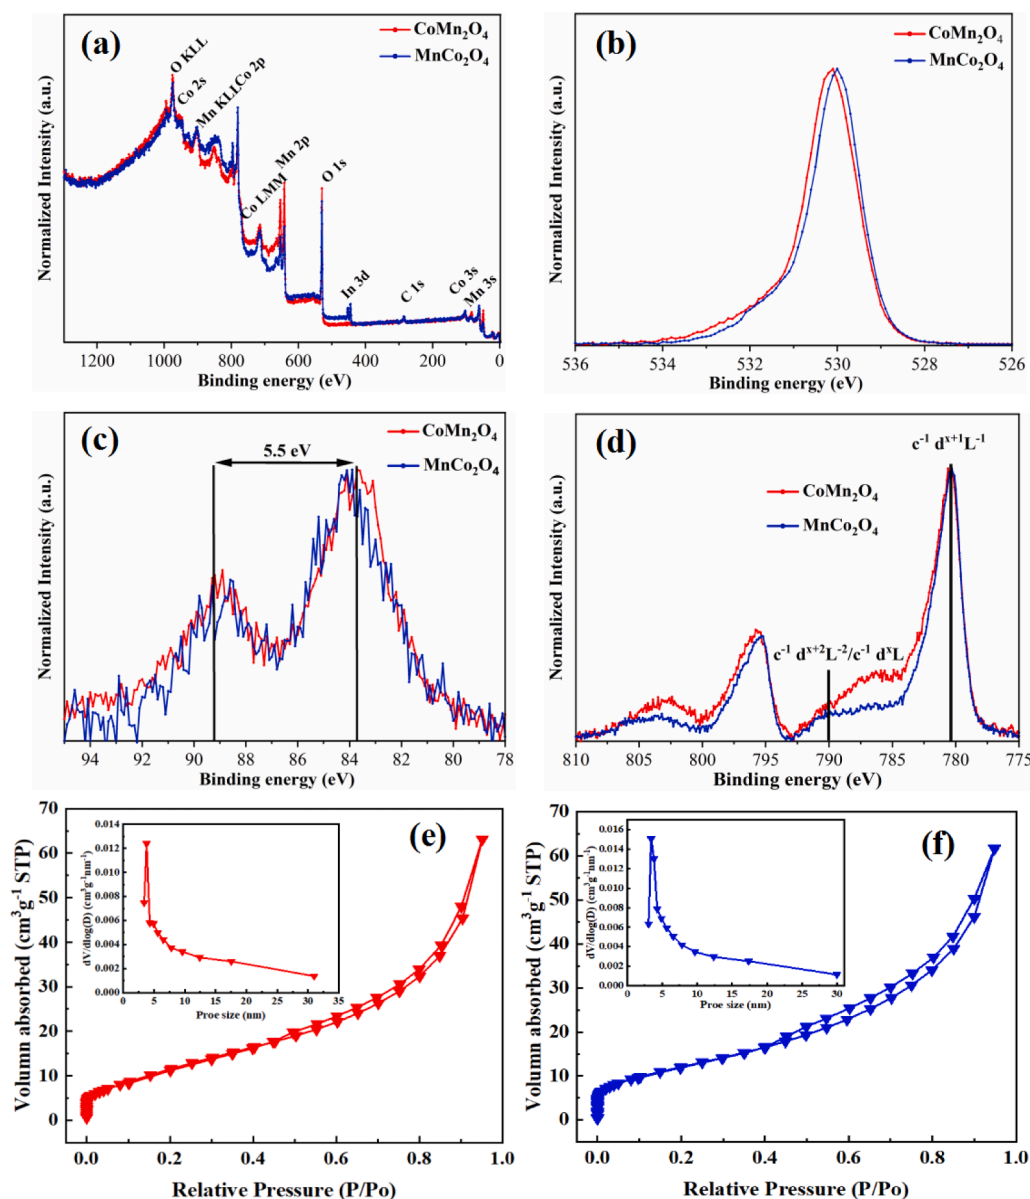 (a)
CoMn₂O₄
MnCo₂O₄
O KLL
Co 2s
Mn KLL
Co 2p
Co LMM
Mn 2p
O 1s
In 3d
C 1s
Co 3s
Mn 3s
Normalized Intensity (a.u.)
1200 1000 800 600 400 200 0
Binding energy (eV)
(b)
CoMn₂O₄
MnCo₂O₄
Normalized Intensity (a.u.)
536 534 532 530 528 526
Binding energy (eV)
(c)
CoMn₂O₄
MnCo₂O₄
5.5 eV
Normalized Intensity (a.u.)
94 92 90 88 86 84 82 80 78
Binding energy (eV)
(d)
c⁻¹ dˣ⁺¹L⁻¹
CoMn₂O₄
MnCo₂O₄
c⁻¹ dˣ⁺²L⁻²/c⁻¹ dˣL
Normalized Intensity (a.u.)
810 805 800 795 790 785 780 775
Binding energy (eV)
(e)
Volumn absorbed (cm³g⁻¹ STP)
70
60
50
40
30
20
10
0
0.0 0.2 0.4 0.6 0.8 1.0
Relative Pressure (P/Po)
dV/dlog(D) (cm³g⁻¹nm⁻¹)
0.014
0.012
0.010
0.008
0.006
0.004
0.002
0.000
0 5 10 15 20 25 30 35
Proe size (nm)
(f)
Volumn absorbed (cm³g⁻¹ STP)
70
60
50
40
30
20
10
0
0.0 0.2 0.4 0.6 0.8 1.0
Relative Pressure (P/Po)
dV/dlog(D) (cm³g⁻¹nm⁻¹)
0.016
0.014
0.012
0.010
0.008
0.006
0.004
0.002
0.000
0 5 10 15 20 25 30
Proe size (nm)